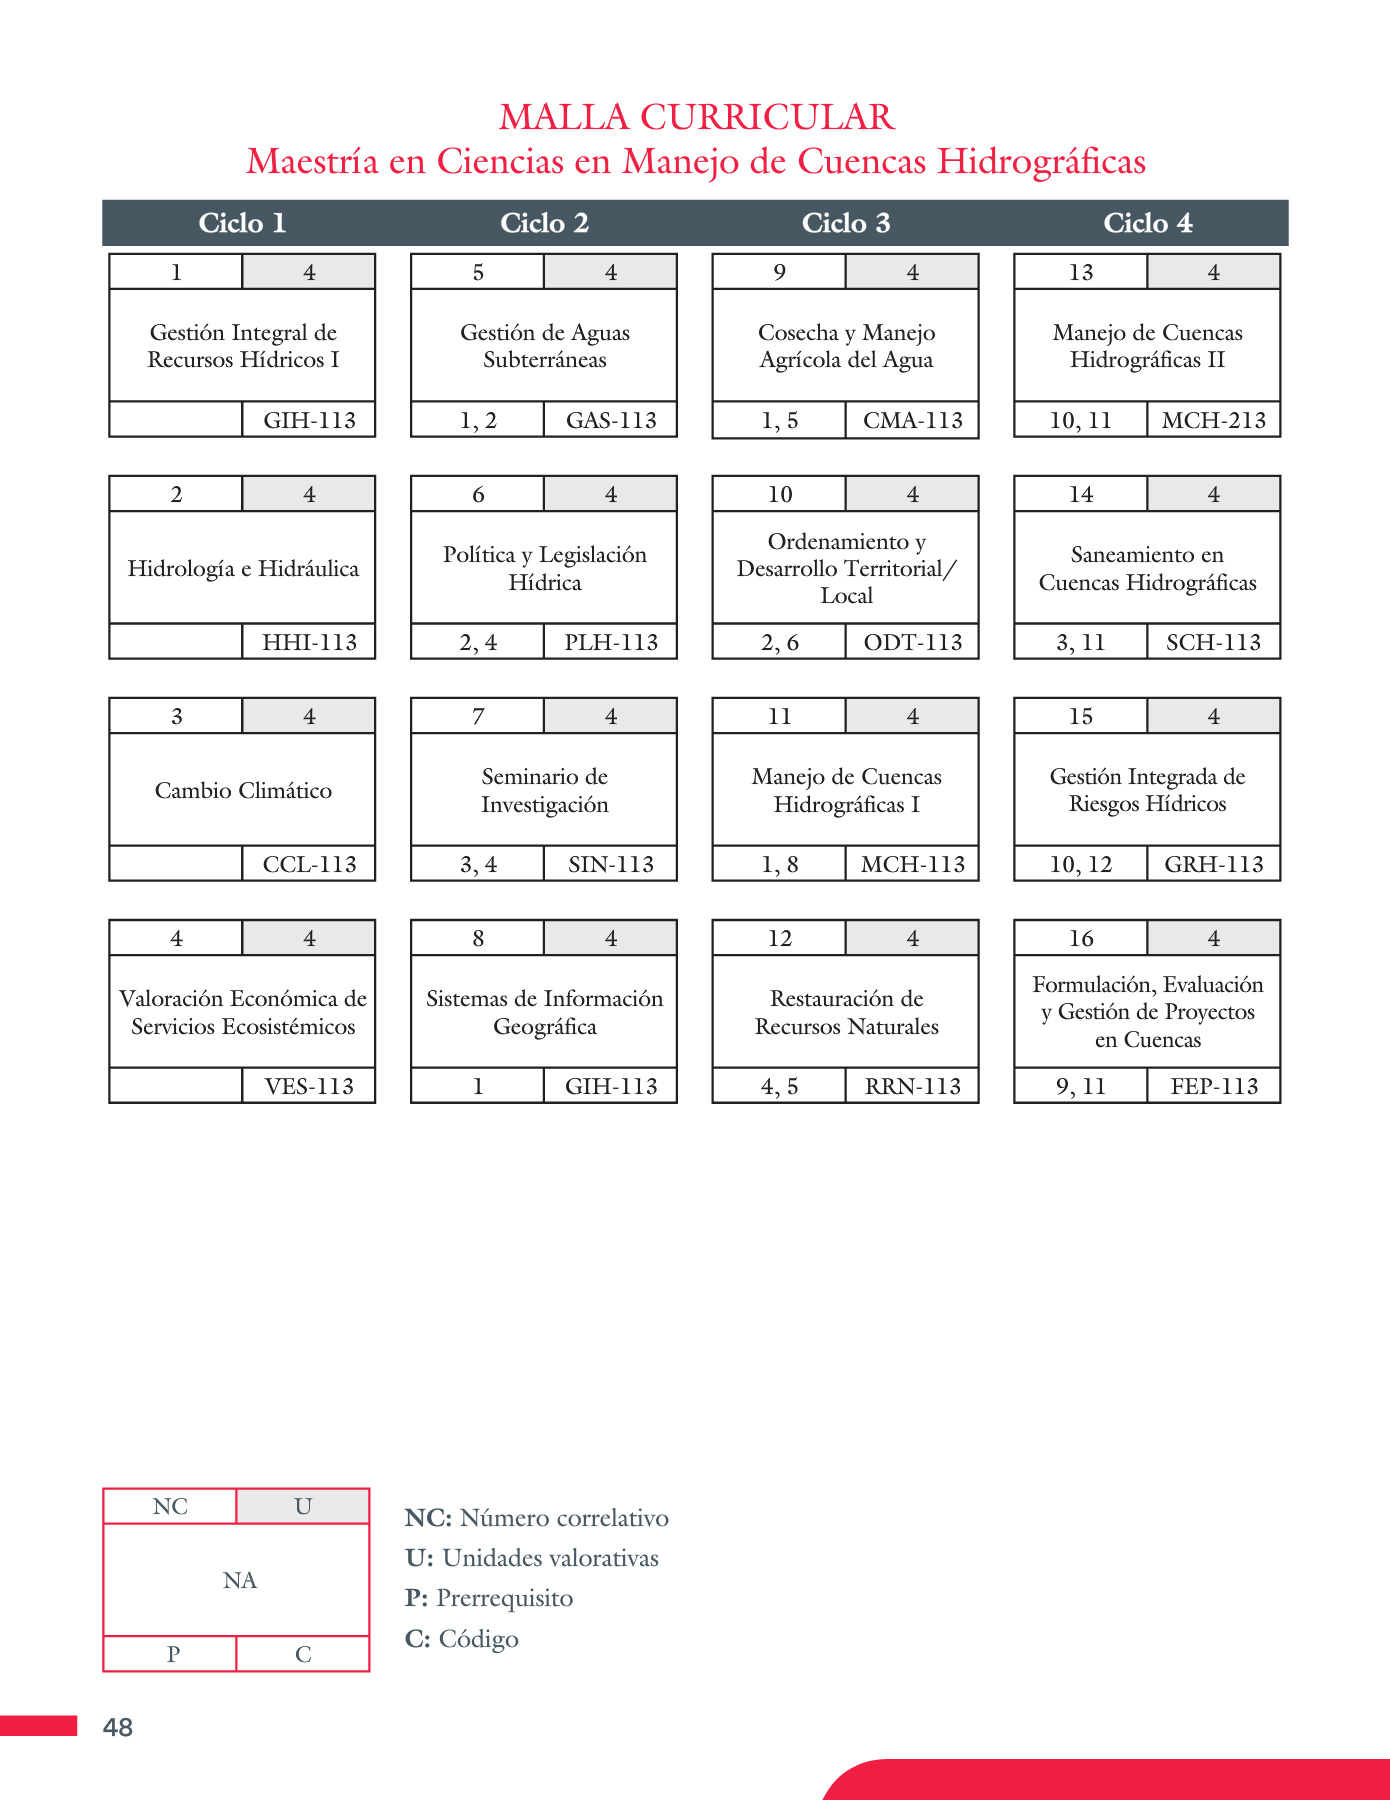 MALLA CURRICULAR
Maestría en Ciencias en Manejo de Cuencas Hidrográficas
Ciclo 1 Ciclo 2 Ciclo 3 Ciclo 4
1 4
Gestión Integral de
Recursos Hídricos I
GIH-113
5 4
Gestión de Aguas
Subterráneas
1, 2 GAS-113
9 4
Cosecha y Manejo
Agrícola del Agua
1, 5 CMA-113
13 4
Manejo de Cuencas
Hidrográficas II
10, 11 MCH-213
2 4
Hidrología e Hidráulica
HHI-113
6 4
Política y Legislación
Hídrica
2, 4 PLH-113
10 4
Ordenamiento y
Desarrollo Territorial/
Local
2, 6 ODT-113
14 4
Saneamiento en
Cuencas Hidrográficas
3, 11 SCH-113
3 4
Cambio Climático
CCL-113
7 4
Seminario de
Investigación
3, 4 SIN-113
11 4
Manejo de Cuencas
Hidrográficas I
1, 8 MCH-113
15 4
Gestión Integrada de
Riesgos Hídricos
10, 12 GRH-113
4 4
Valoración Económica de
Servicios Ecosistémicos
VES-113
8 4
Sistemas de Información
Geográfica
1 GIH-113
12 4
Restauración de
Recursos Naturales
4, 5 RRN-113
16 4
Formulación, Evaluación
y Gestión de Proyectos
en Cuencas
9, 11 FEP-113
NC U
NA
P C
NC: Número correlativo
U: Unidades valorativas
P: Prerrequisito
C: Código
48